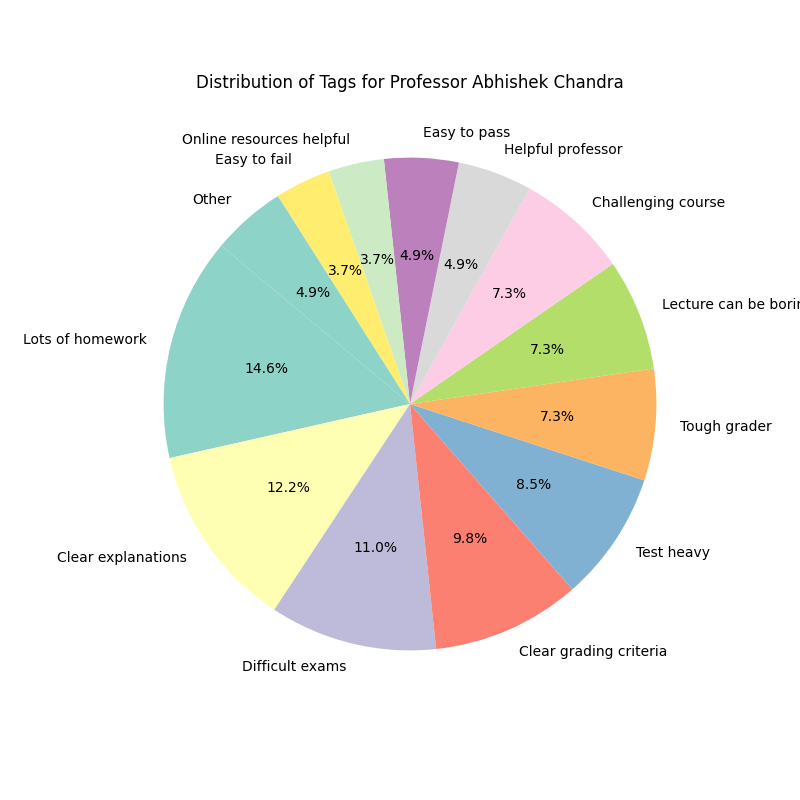 Distribution of Tags for Professor Abhishek Chandra
Easy to pass
Online resources helpful
Helpful professor
Easy to fail
Other
Challenging course
Lecture can be
Lots of homework
Tough grader
Clear explanations
Test heavy
Difficult exams
Clear grading criteria
4.9%
3.7%
4.9%
3.7%
4.9%
7.3%
7.3%
14.6%
7.3%
12.2%
8.5%
9.8%
11.0%